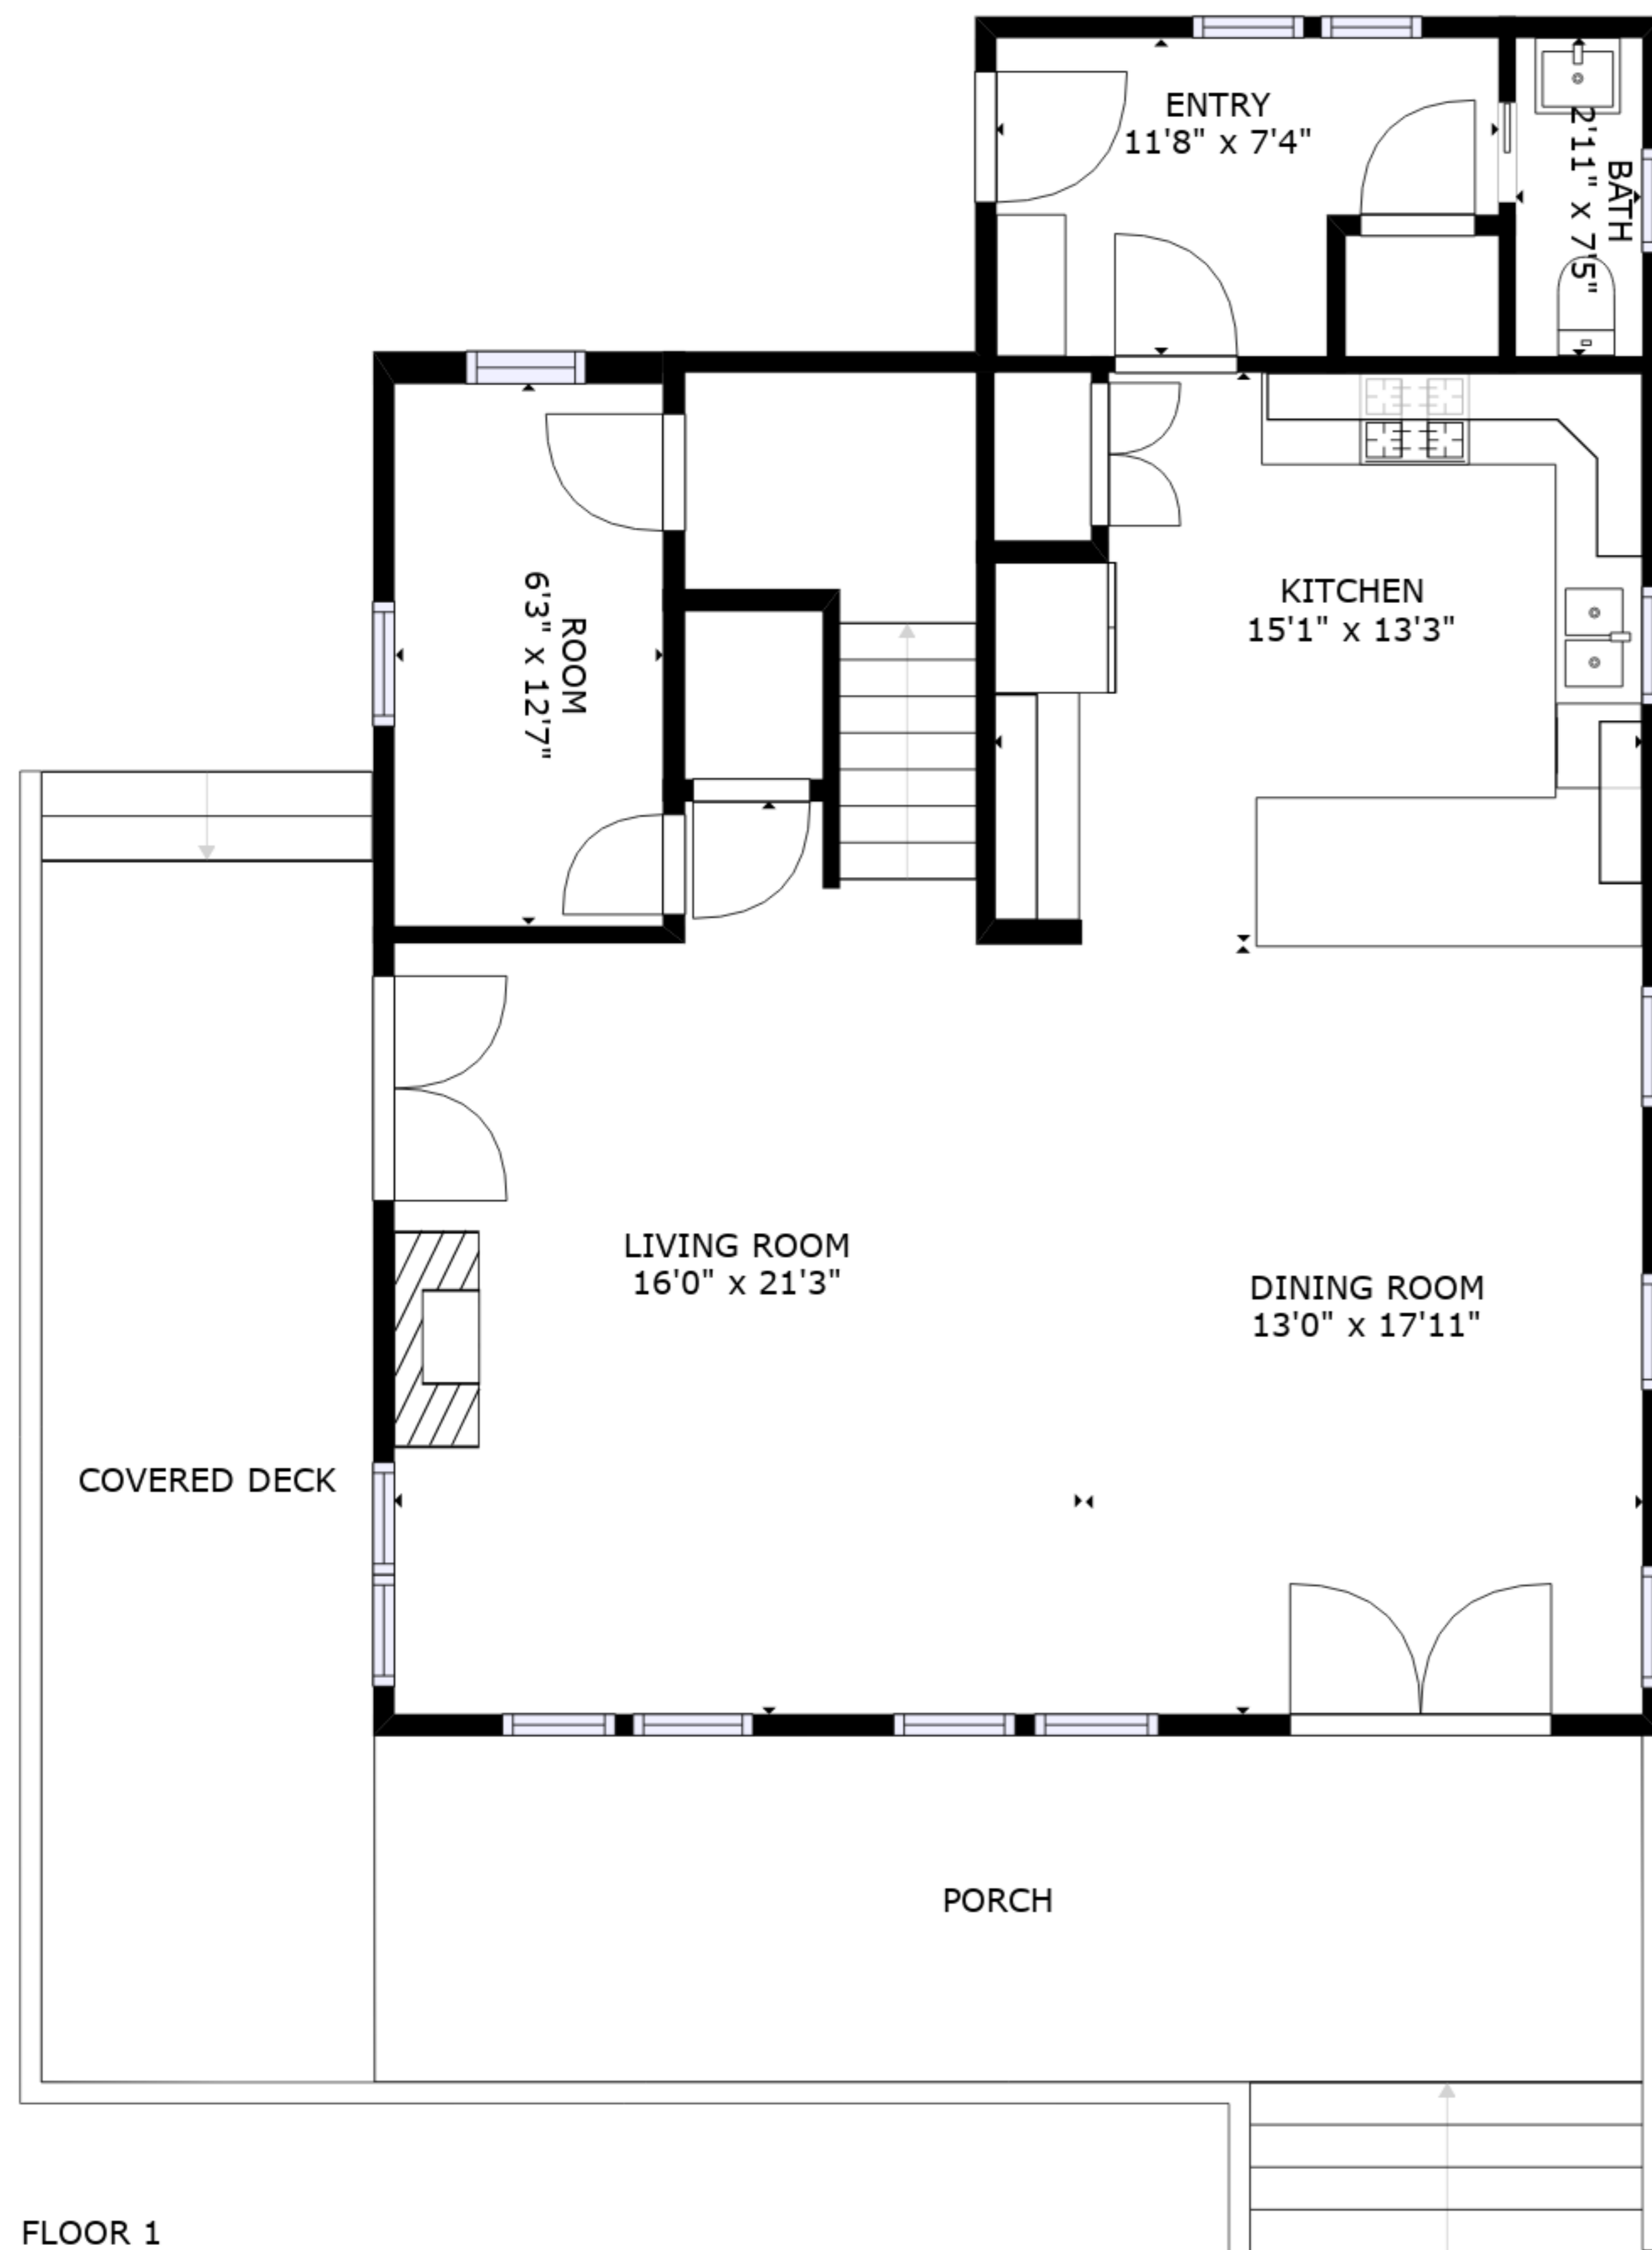 ENTRY
11'8" x 7'4"
BATH
2'11" x 7'5"
KITCHEN
15'1" x 13'3"
ROOM
6'3" x 12'7"
LIVING ROOM
16'0" x 21'3"
DINING ROOM
13'0" x 17'11"
COVERED DECK
PORCH
FLOOR 1